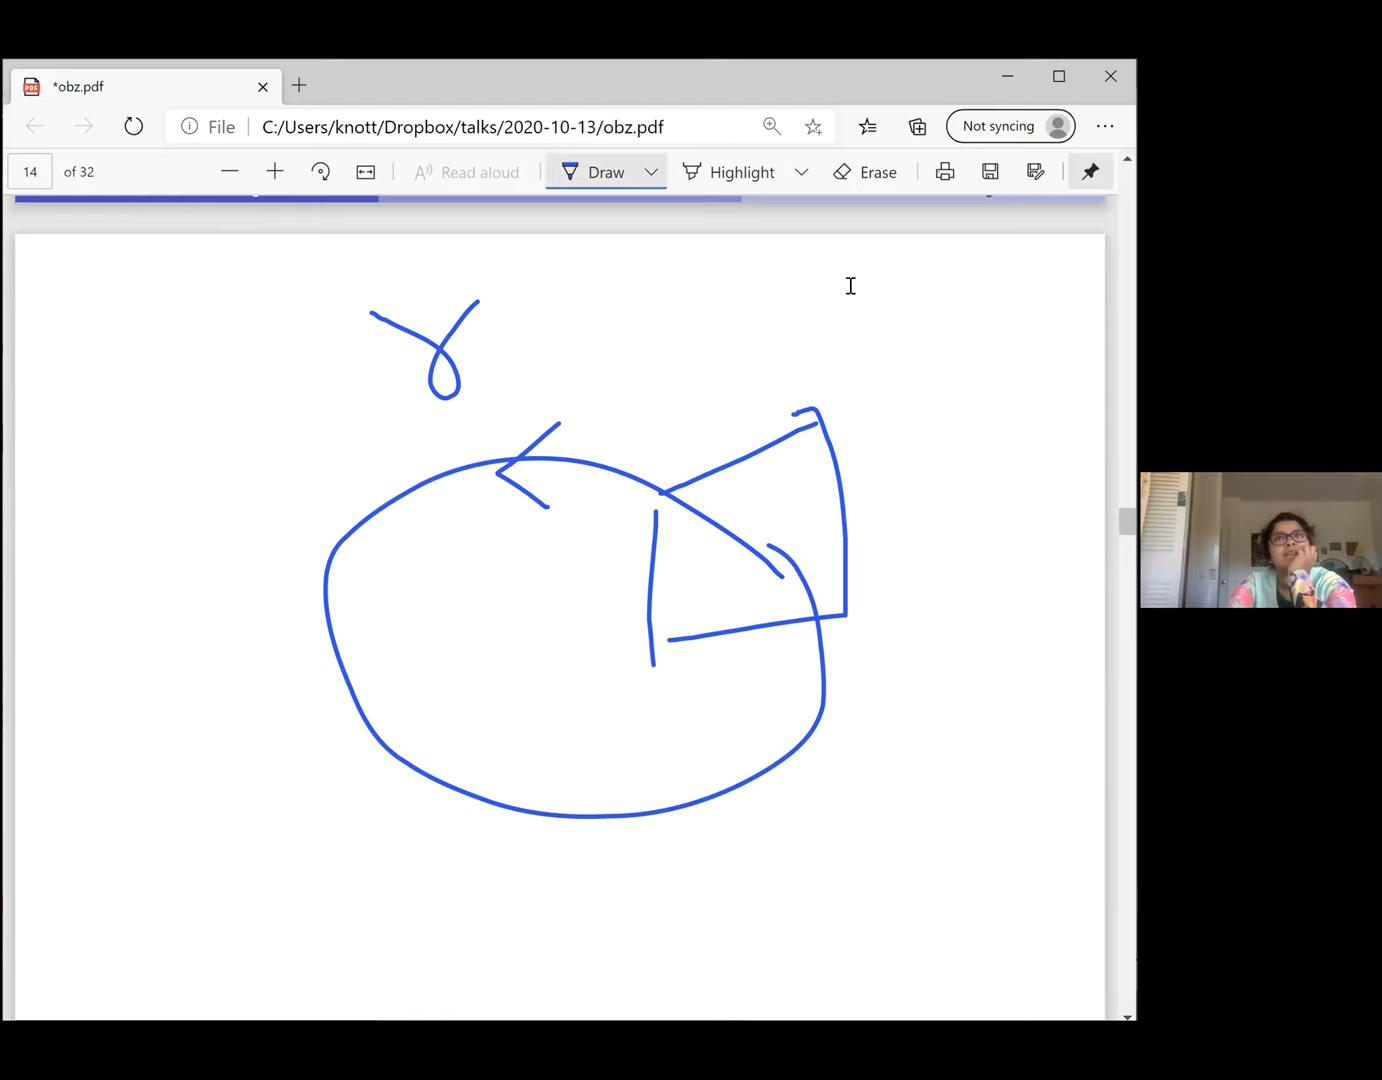 *obz.pdf
File C:/Users/knott/Dropbox/talks/2020-10-13/obz.pdf Not syncing
14 of 32 Read aloud Draw Highlight Erase
γ